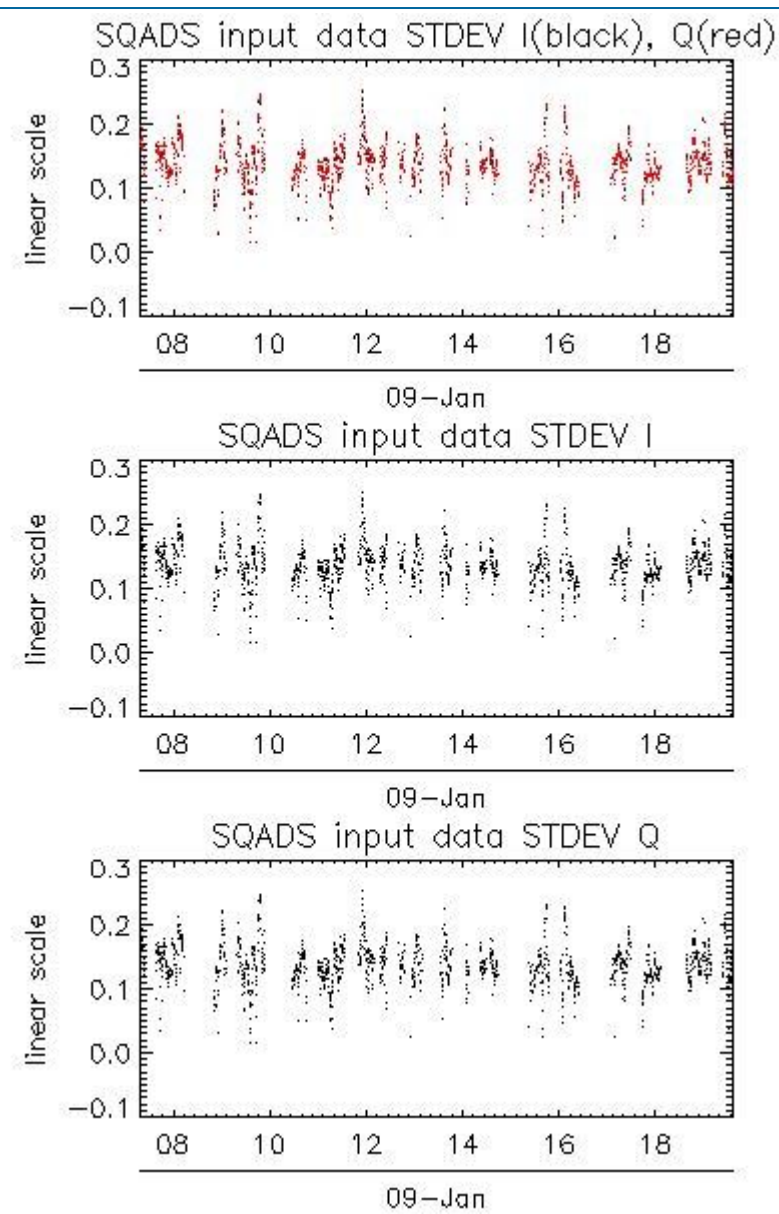 SQADS input data STDEV I(black), Q(red)
0.3
0.2
0.1
0.0
−0.1
linear scale
08 10 12 14 16 18
09−Jan
SQADS input data STDEV I
0.3
0.2
0.1
0.0
−0.1
linear scale
08 10 12 14 16 18
09−Jan
SQADS input data STDEV Q
0.3
0.2
0.1
0.0
−0.1
linear scale
08 10 12 14 16 18
09−Jan